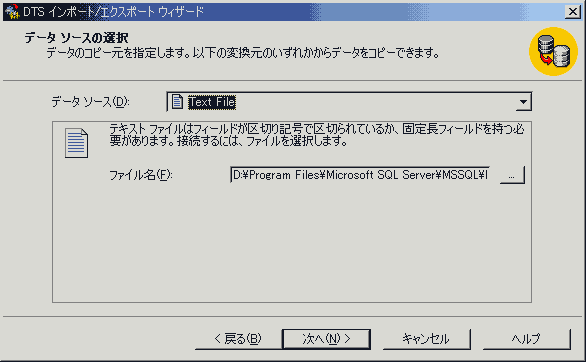 DTS インポート/エクスポート ウィザード
データ ソースの選択
データのコピー元を指定します。以下の変換元のいずれかからデータをコピーできます。
データ ソース(D):
Text File
テキスト ファイルはフィールドが区切り記号で区切られているか、固定長フィールドを持つ必
要があります。接続するには、ファイルを選択します。
ファイル名(F):
D:¥Program Files¥Microsoft SQL Server¥MSSQL¥I
...
< 戻る(B)
次へ(N) >
キャンセル
ヘルプ